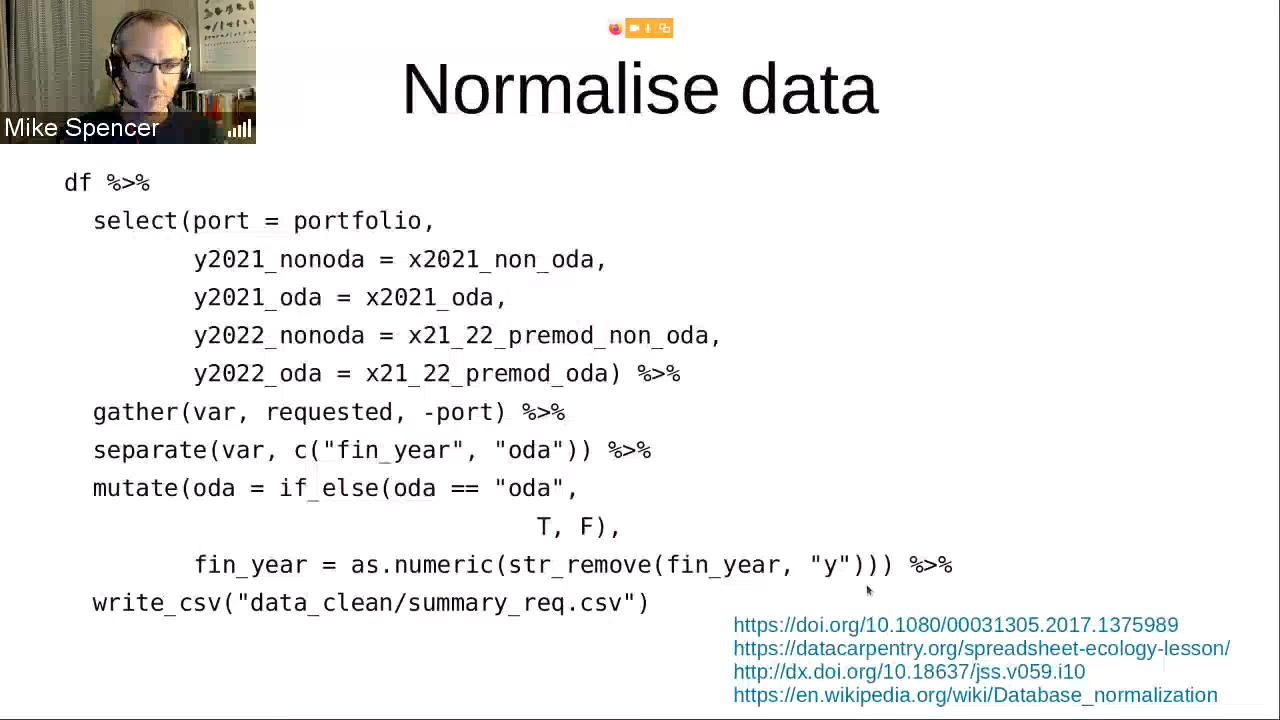 Mike Spencer
Normalise data
df %>%
select(port = portfolio,
y2021_nonoda = x2021_non_oda,
y2021_oda = x2021_oda,
y2022_nonoda = x21_22_premod_non_oda,
y2022_oda = x21_22_premod_oda) %>%
gather(var, requested, -port) %>%
separate(var, c("fin_year", "oda")) %>%
mutate(oda = if_else(oda == "oda",
T, F),
fin_year = as.numeric(str_remove(fin_year, "y"))) %>%
write_csv("data_clean/summary_req.csv")
https://doi.org/10.1080/00031305.2017.1375989
https://datacarpentry.org/spreadsheet-ecology-lesson/
http://dx.doi.org/10.18637/jss.v059.i10
https://en.wikipedia.org/wiki/Database_normalization